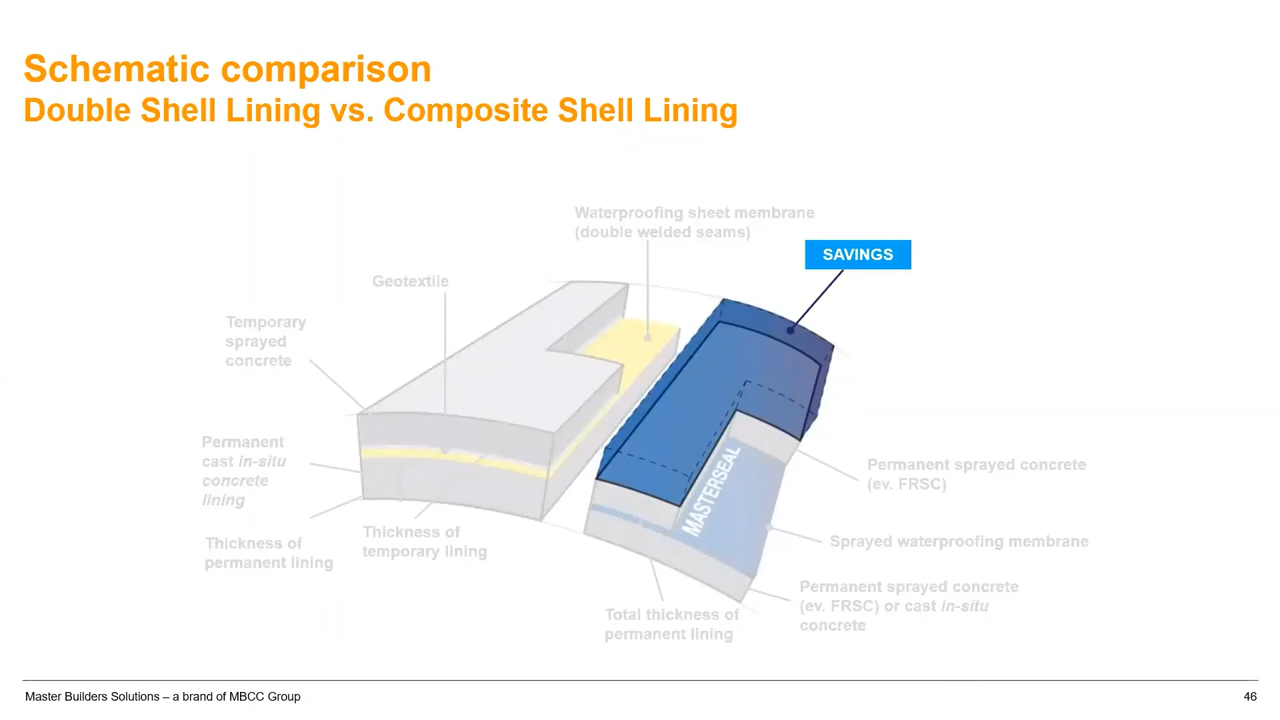 Schematic comparison
Double Shell Lining vs. Composite Shell Lining
Waterproofing sheet membrane
(double welded seams)
SAVINGS
Geotextile
Temporary
sprayed
concrete
Permanent
cast in-situ
concrete
lining
Thickness of
permanent lining
Thickness of
temporary lining
MASTERSEAL
Permanent sprayed concrete
(ev. FRSC)
Sprayed waterproofing membrane
Permanent sprayed concrete
(ev. FRSC) or cast in-situ
concrete
Total thickness of
permanent lining
Master Builders Solutions – a brand of MBCC Group
46